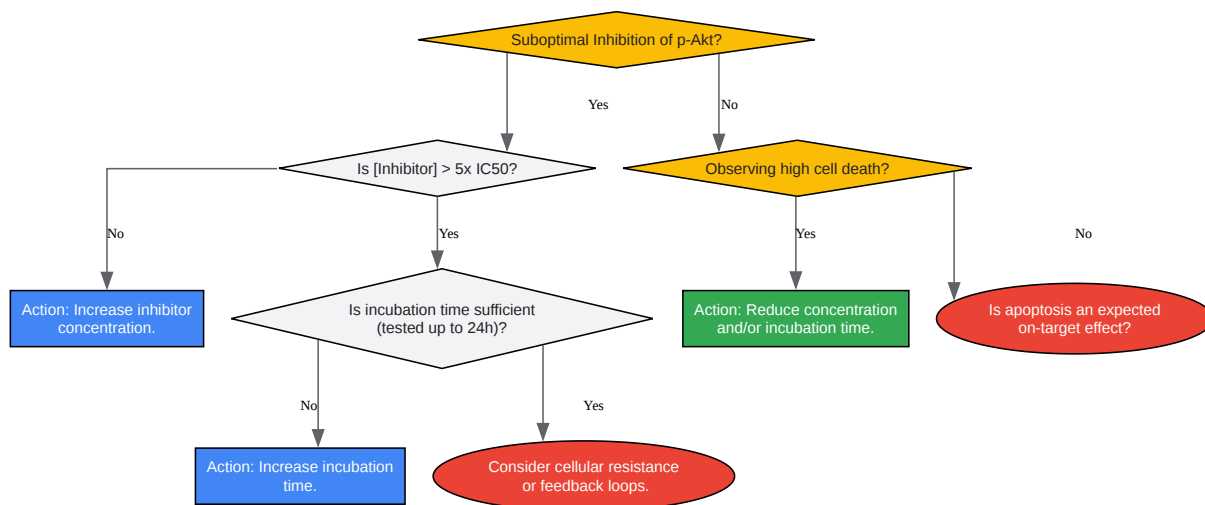 Suboptimal Inhibition of p-Akt?
Yes
No
Is [Inhibitor] > 5x IC50?
Observing high cell death?
No
Yes
Yes
No
Action: Increase inhibitor
concentration.
Is incubation time sufficient
(tested up to 24h)?
Action: Reduce concentration
and/or incubation time.
Is apoptosis an expected
on-target effect?
No
Yes
Action: Increase incubation
time.
Consider cellular resistance
or feedback loops.